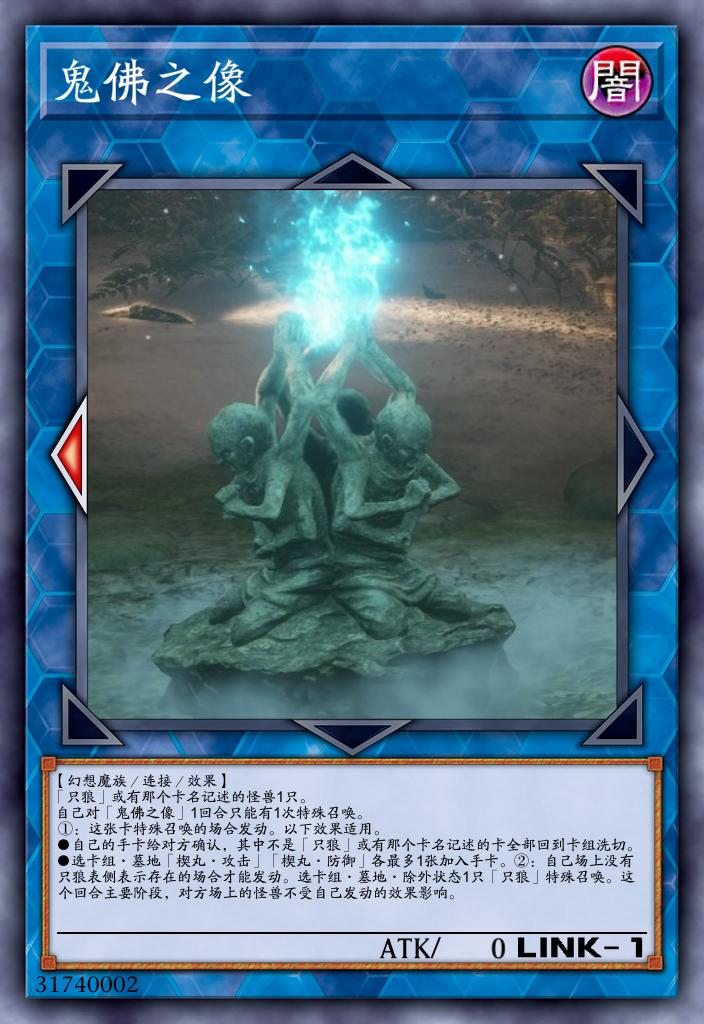 鬼佛之像
闇
【幻想魔族／连接／效果】
「只狼」或有那个卡名记述的怪兽1只。
自己对「鬼佛之像」1回合只能有1次特殊召唤。
①：这张卡特殊召唤的场合发动。以下效果适用。
●自己的手卡给对方确认，其中不是「只狼」或有那个卡名记述的卡全部回到卡组洗切。
●选卡组・墓地「楔丸・攻击」「楔丸・防御」各最多1张加入手卡。②：自己场上没有
只狼表侧表示存在的场合才能发动。选卡组・墓地・除外状态1只「只狼」特殊召唤。这
个回合主要阶段，对方场上的怪兽不受自己发动的效果影响。
ATK/ 0 LINK-1
31740002